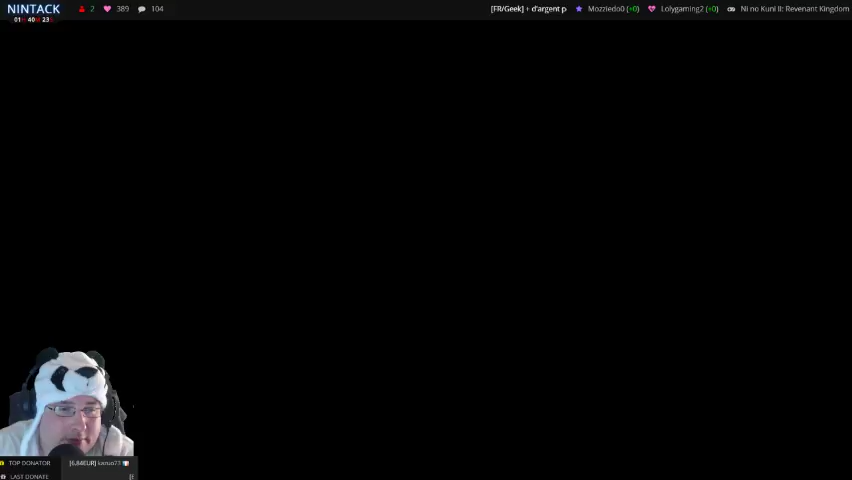 NINTACK
2
389
104
[FR/Geek] + d'argent p
Mozziedo0 (+0)
Lolygaming2 (+0)
Ni no Kuni II: Revenant Kingdom
01 40 23
TOP DONATOR
LAST DONATE